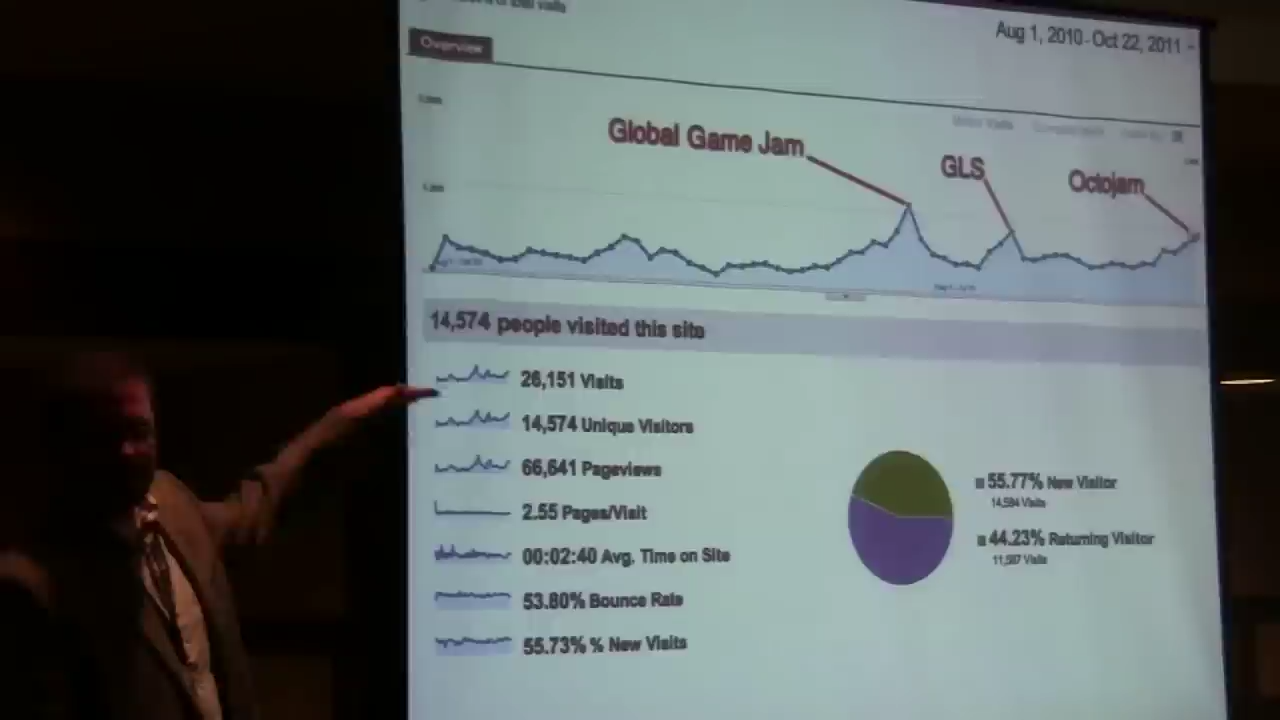 Overview
Aug 1, 2010 - Oct 22, 2011
Global Game Jam
GLS
Octojam
14,574 people visited this site
26,151 Visits
14,574 Unique Visitors
66,641 Pageviews
2.55 Pages/Visit
00:02:40 Avg. Time on Site
53.80% Bounce Rate
55.73% % New Visits
55.77% New Visitor
Visits
44.23% Returning Visitor
Visits